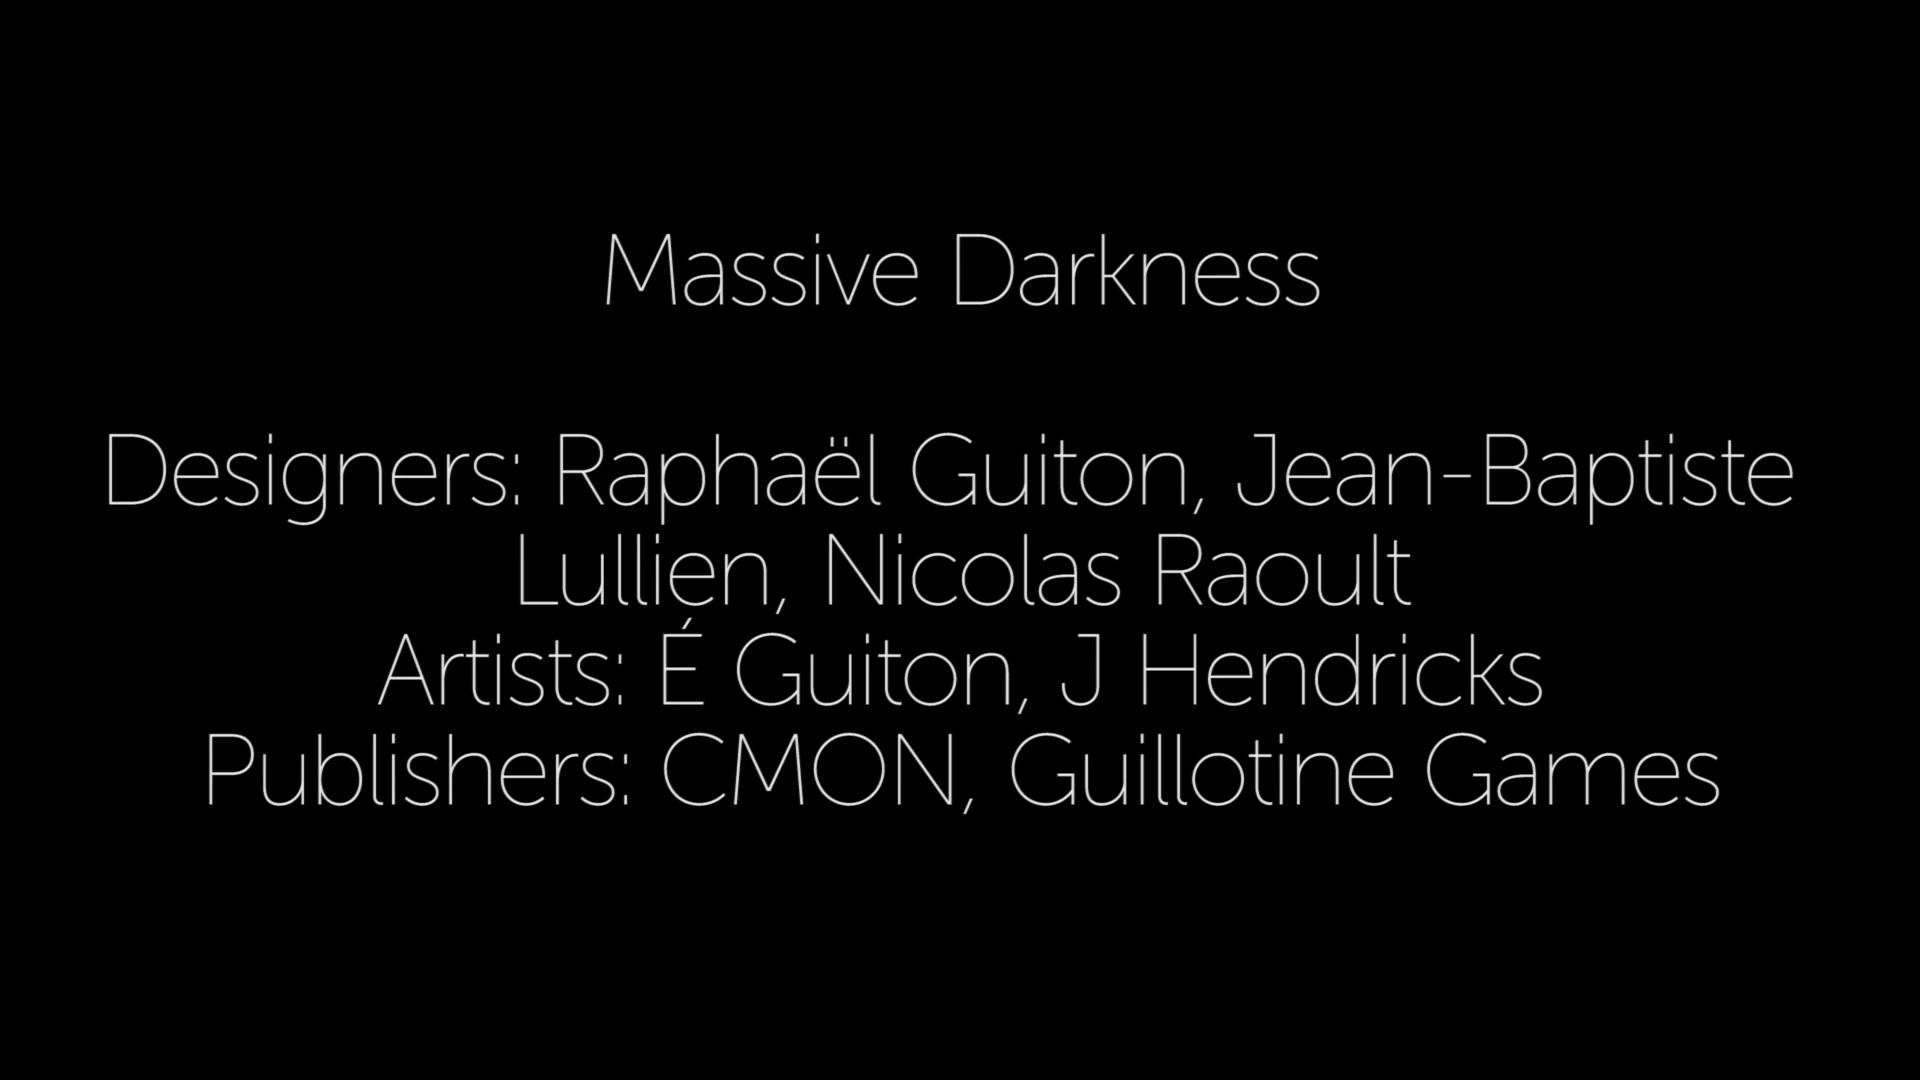 Massive Darkness
Designers: Raphaël Guiton, Jean-Baptiste
Lullien, Nicolas Raoult
Artists: É Guiton, J Hendricks
Publishers: CMON, Guillotine Games